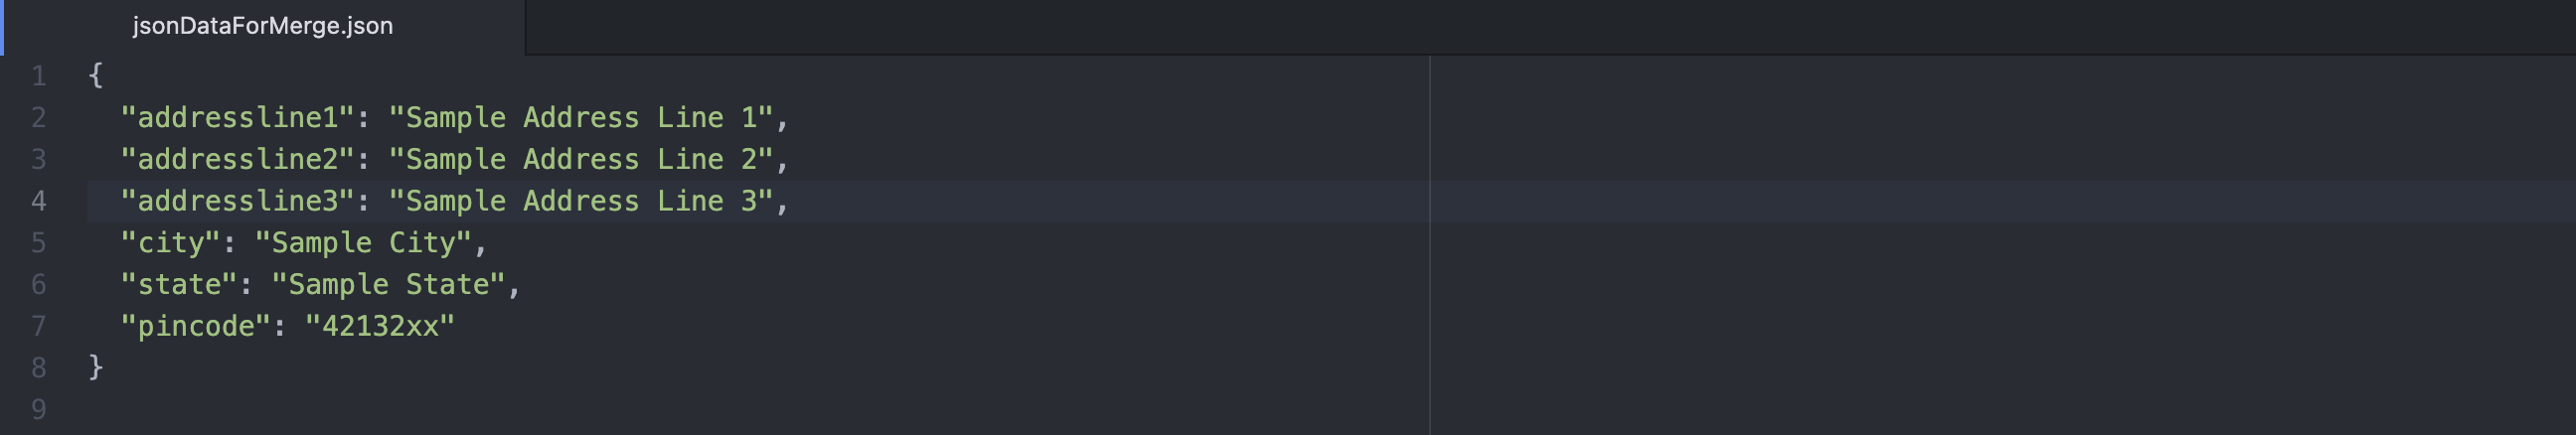 jsonDataForMerge.json
1 {
2 "addressline1": "Sample Address Line 1",
3 "addressline2": "Sample Address Line 2",
4 "addressline3": "Sample Address Line 3",
5 "city": "Sample City",
6 "state": "Sample State",
7 "pincode": "42132xx"
8 }
9